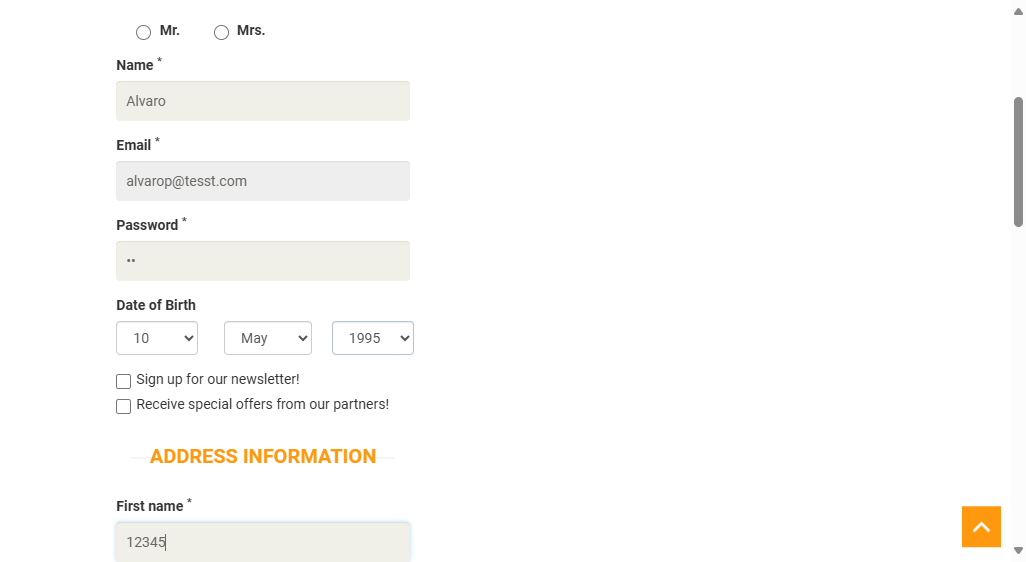 Mr. Mrs.
Name *
Alvaro
Email *
alvarop@tesst.com
Password *
••
Date of Birth
10 May 1995
Sign up for our newsletter!
Receive special offers from our partners!
ADDRESS INFORMATION
First name *
12345